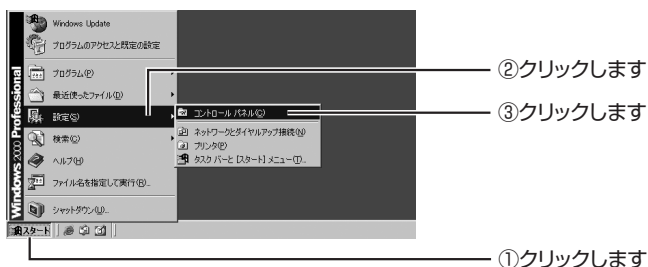 Windows Update
プログラムのアクセスと既定の設定
プログラム(P)
最近使ったファイル(D)
設定(S)
検索(C)
ヘルプ(H)
ファイル名を指定して実行(R)...
シャットダウン(U)...
Windows 2000 Professional
コントロール パネル(C)
ネットワークとダイヤルアップ接続(N)
プリンタ(P)
タスク バーと [スタート] メニュー(T)...
スタート
②クリックします
③クリックします
①クリックします